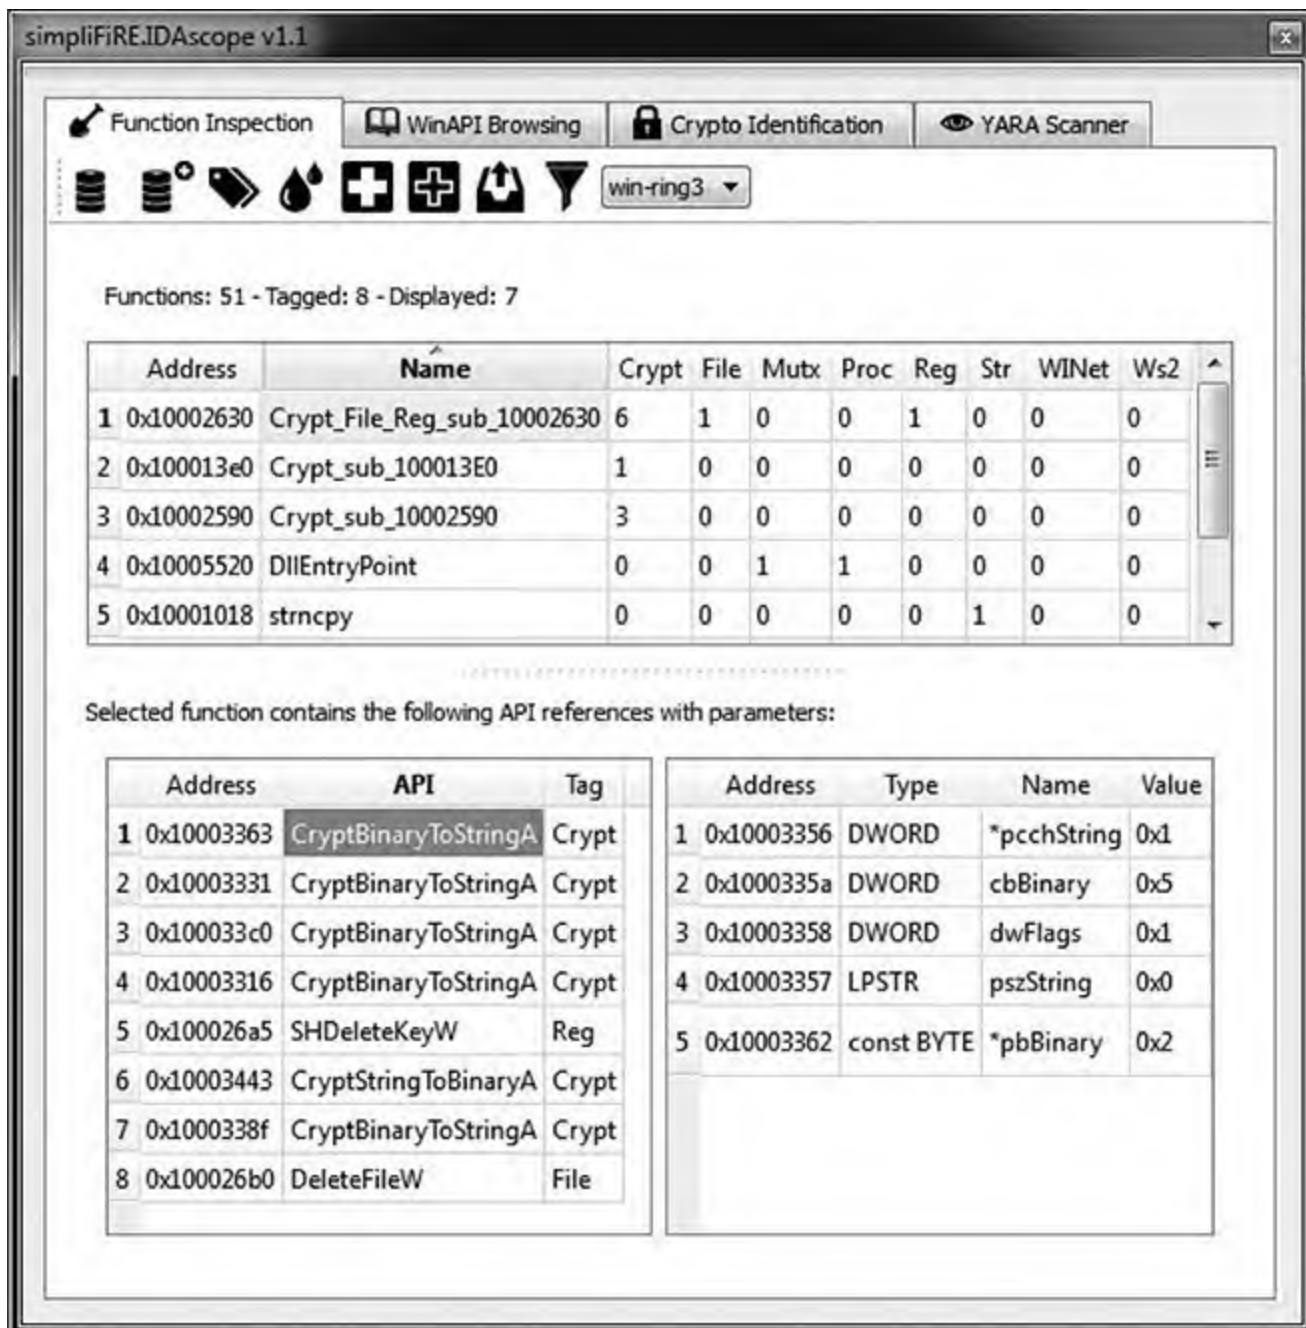 simpliFiRE.IDAscope v1.1
Function Inspection WinAPI Browsing Crypto Identification YARA Scanner
win-ring3
Functions: 51 - Tagged: 8 - Displayed: 7
Address Name Crypt File Mutx Proc Reg Str WINet Ws2
1 0x10002630 Crypt_File_Reg_sub_10002630 6 1 0 0 1 0 0 0
2 0x100013e0 Crypt_sub_100013E0 1 0 0 0 0 0 0 0
3 0x10002590 Crypt_sub_10002590 3 0 0 0 0 0 0 0
4 0x10005520 DllEntryPoint 0 0 1 1 0 0 0 0
5 0x10001018 strncpy 0 0 0 0 0 1 0 0
Selected function contains the following API references with parameters:
Address API Tag
1 0x10003363 CryptBinaryToStringA Crypt
2 0x10003331 CryptBinaryToStringA Crypt
3 0x100033c0 CryptBinaryToStringA Crypt
4 0x10003316 CryptBinaryToStringA Crypt
5 0x100026a5 SHDeleteKeyW Reg
6 0x10003443 CryptStringToBinaryA Crypt
7 0x1000338f CryptBinaryToStringA Crypt
8 0x100026b0 DeleteFileW File
Address Type Name Value
1 0x10003356 DWORD *pcchString 0x1
2 0x1000335a DWORD cbBinary 0x5
3 0x10003358 DWORD dwFlags 0x1
4 0x10003357 LPSTR pszString 0x0
5 0x10003362 const BYTE *pbBinary 0x2